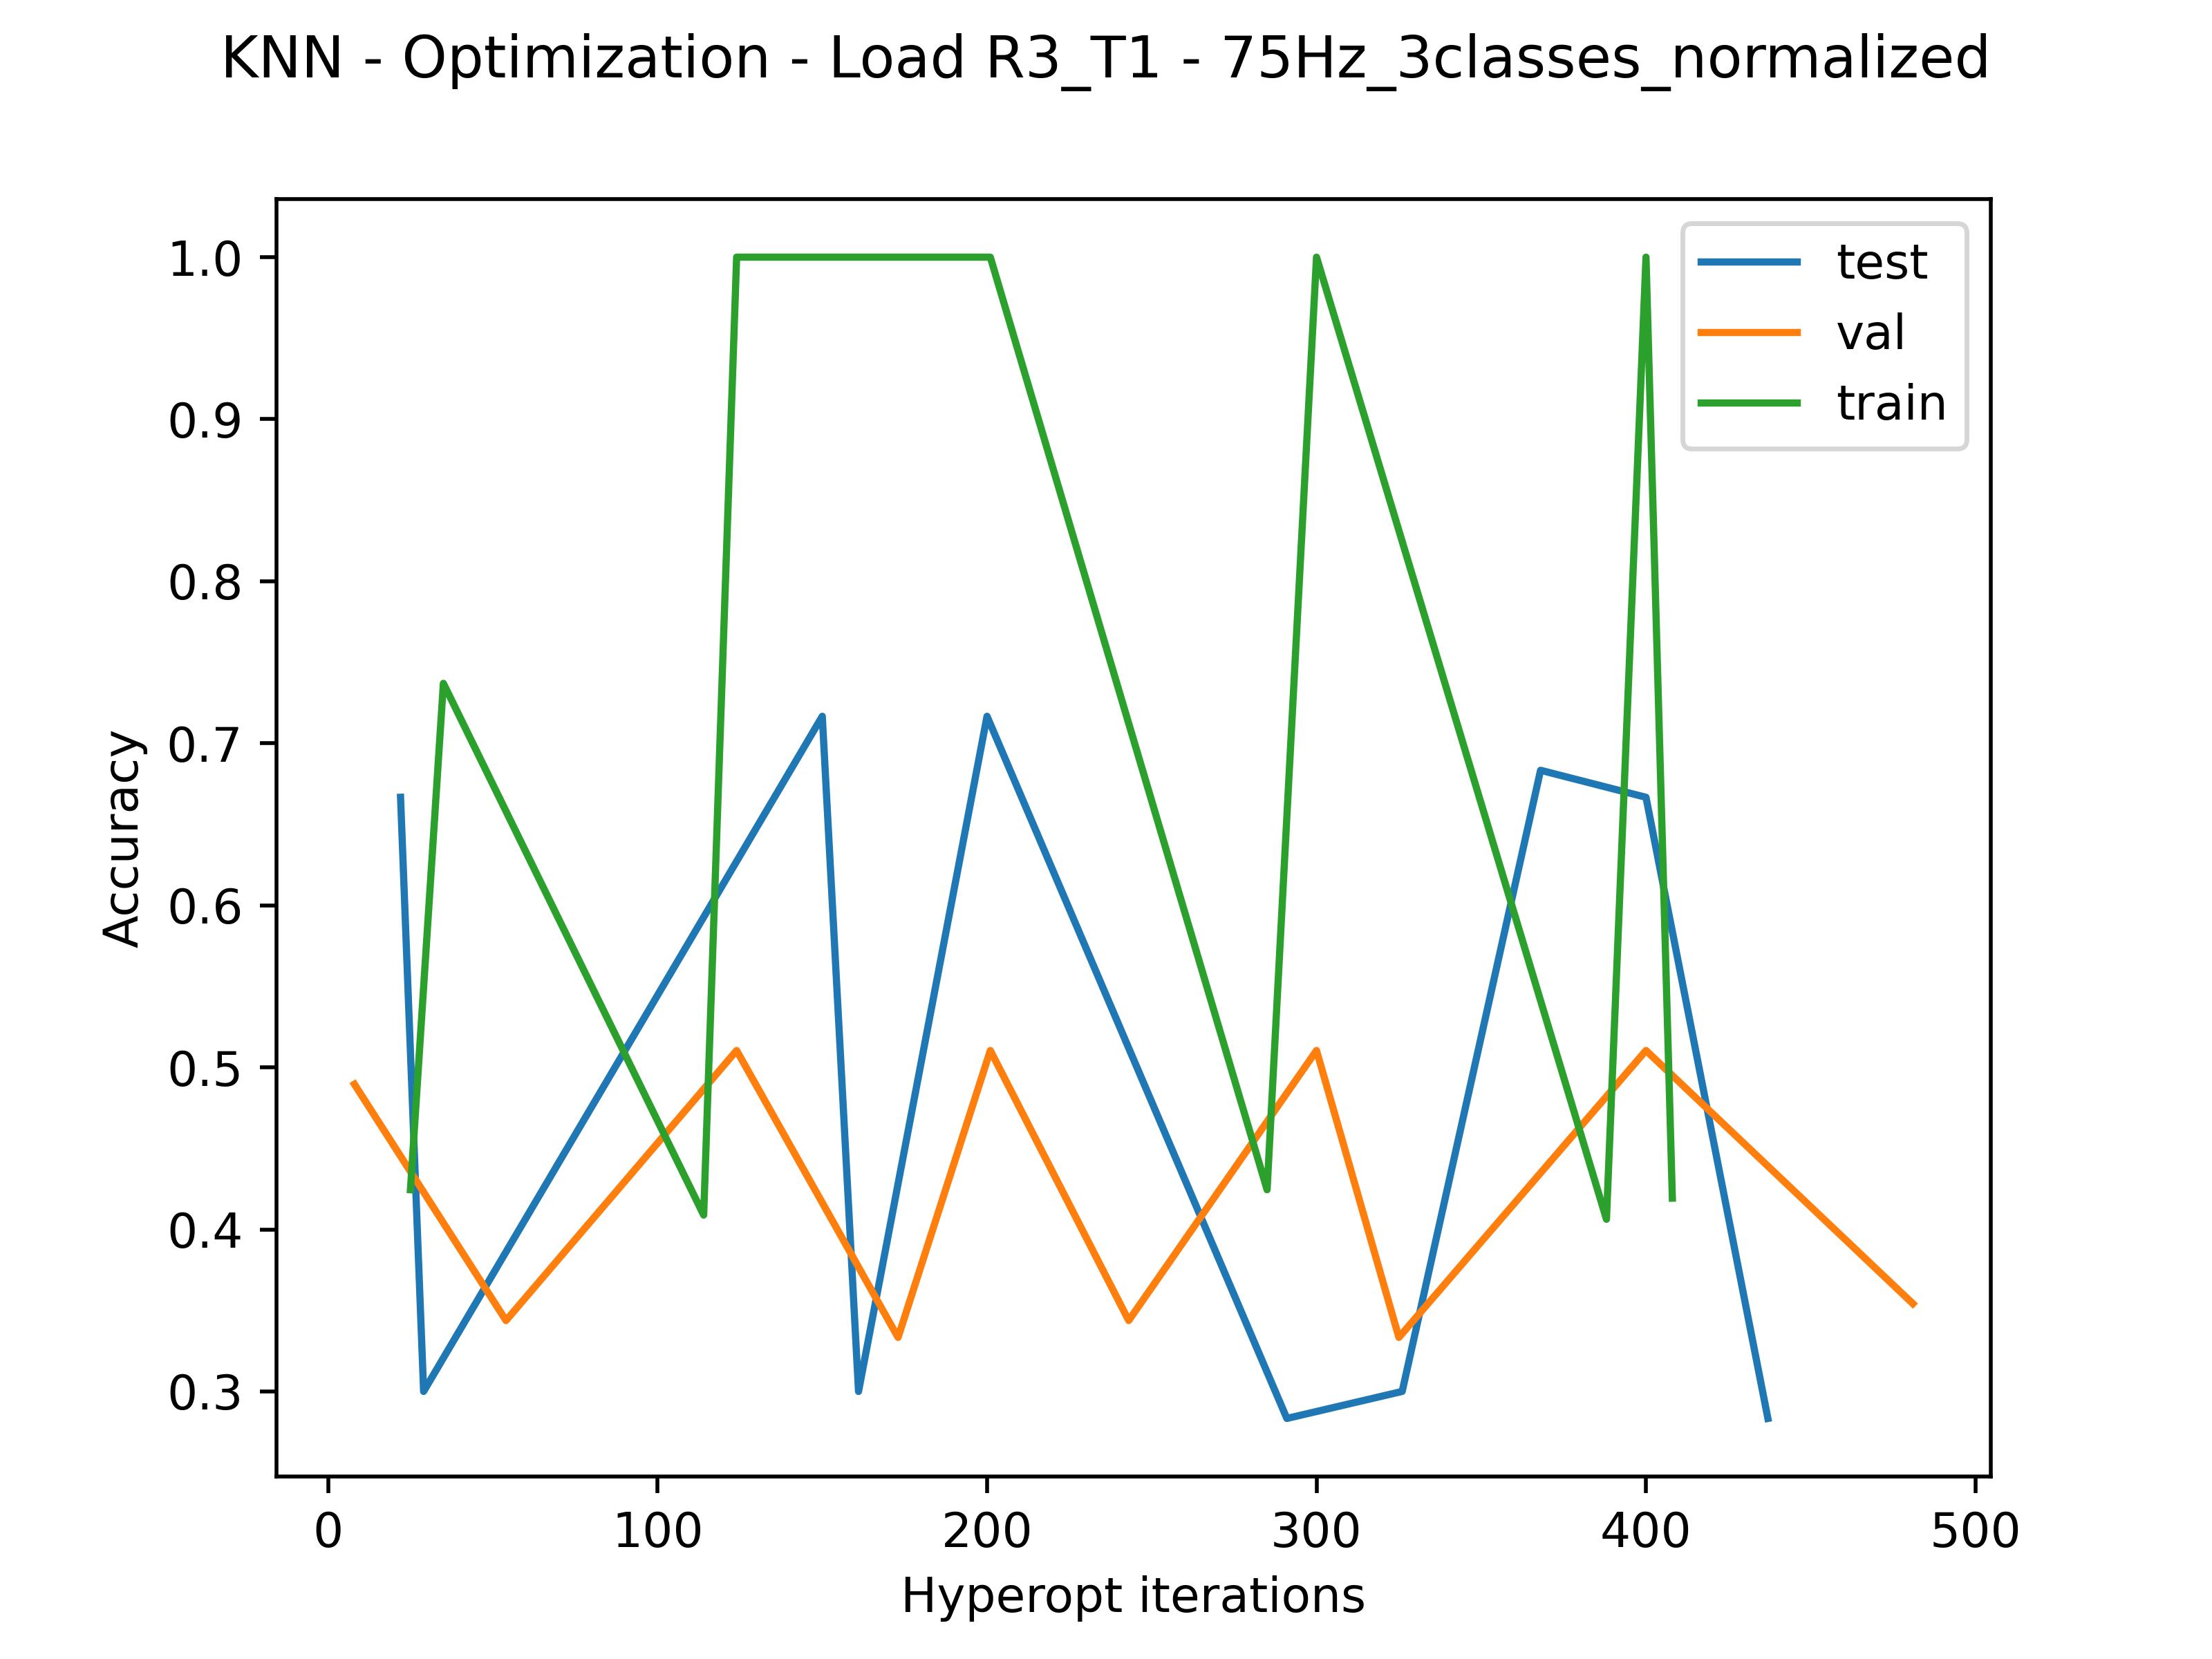 KNN - Optimization - Load R3_T1 - 75Hz_3classes_normalized
test
val
train
Accuracy
1.0
0.9
0.8
0.7
0.6
0.5
0.4
0.3
0 100 200 300 400 500
Hyperopt iterations